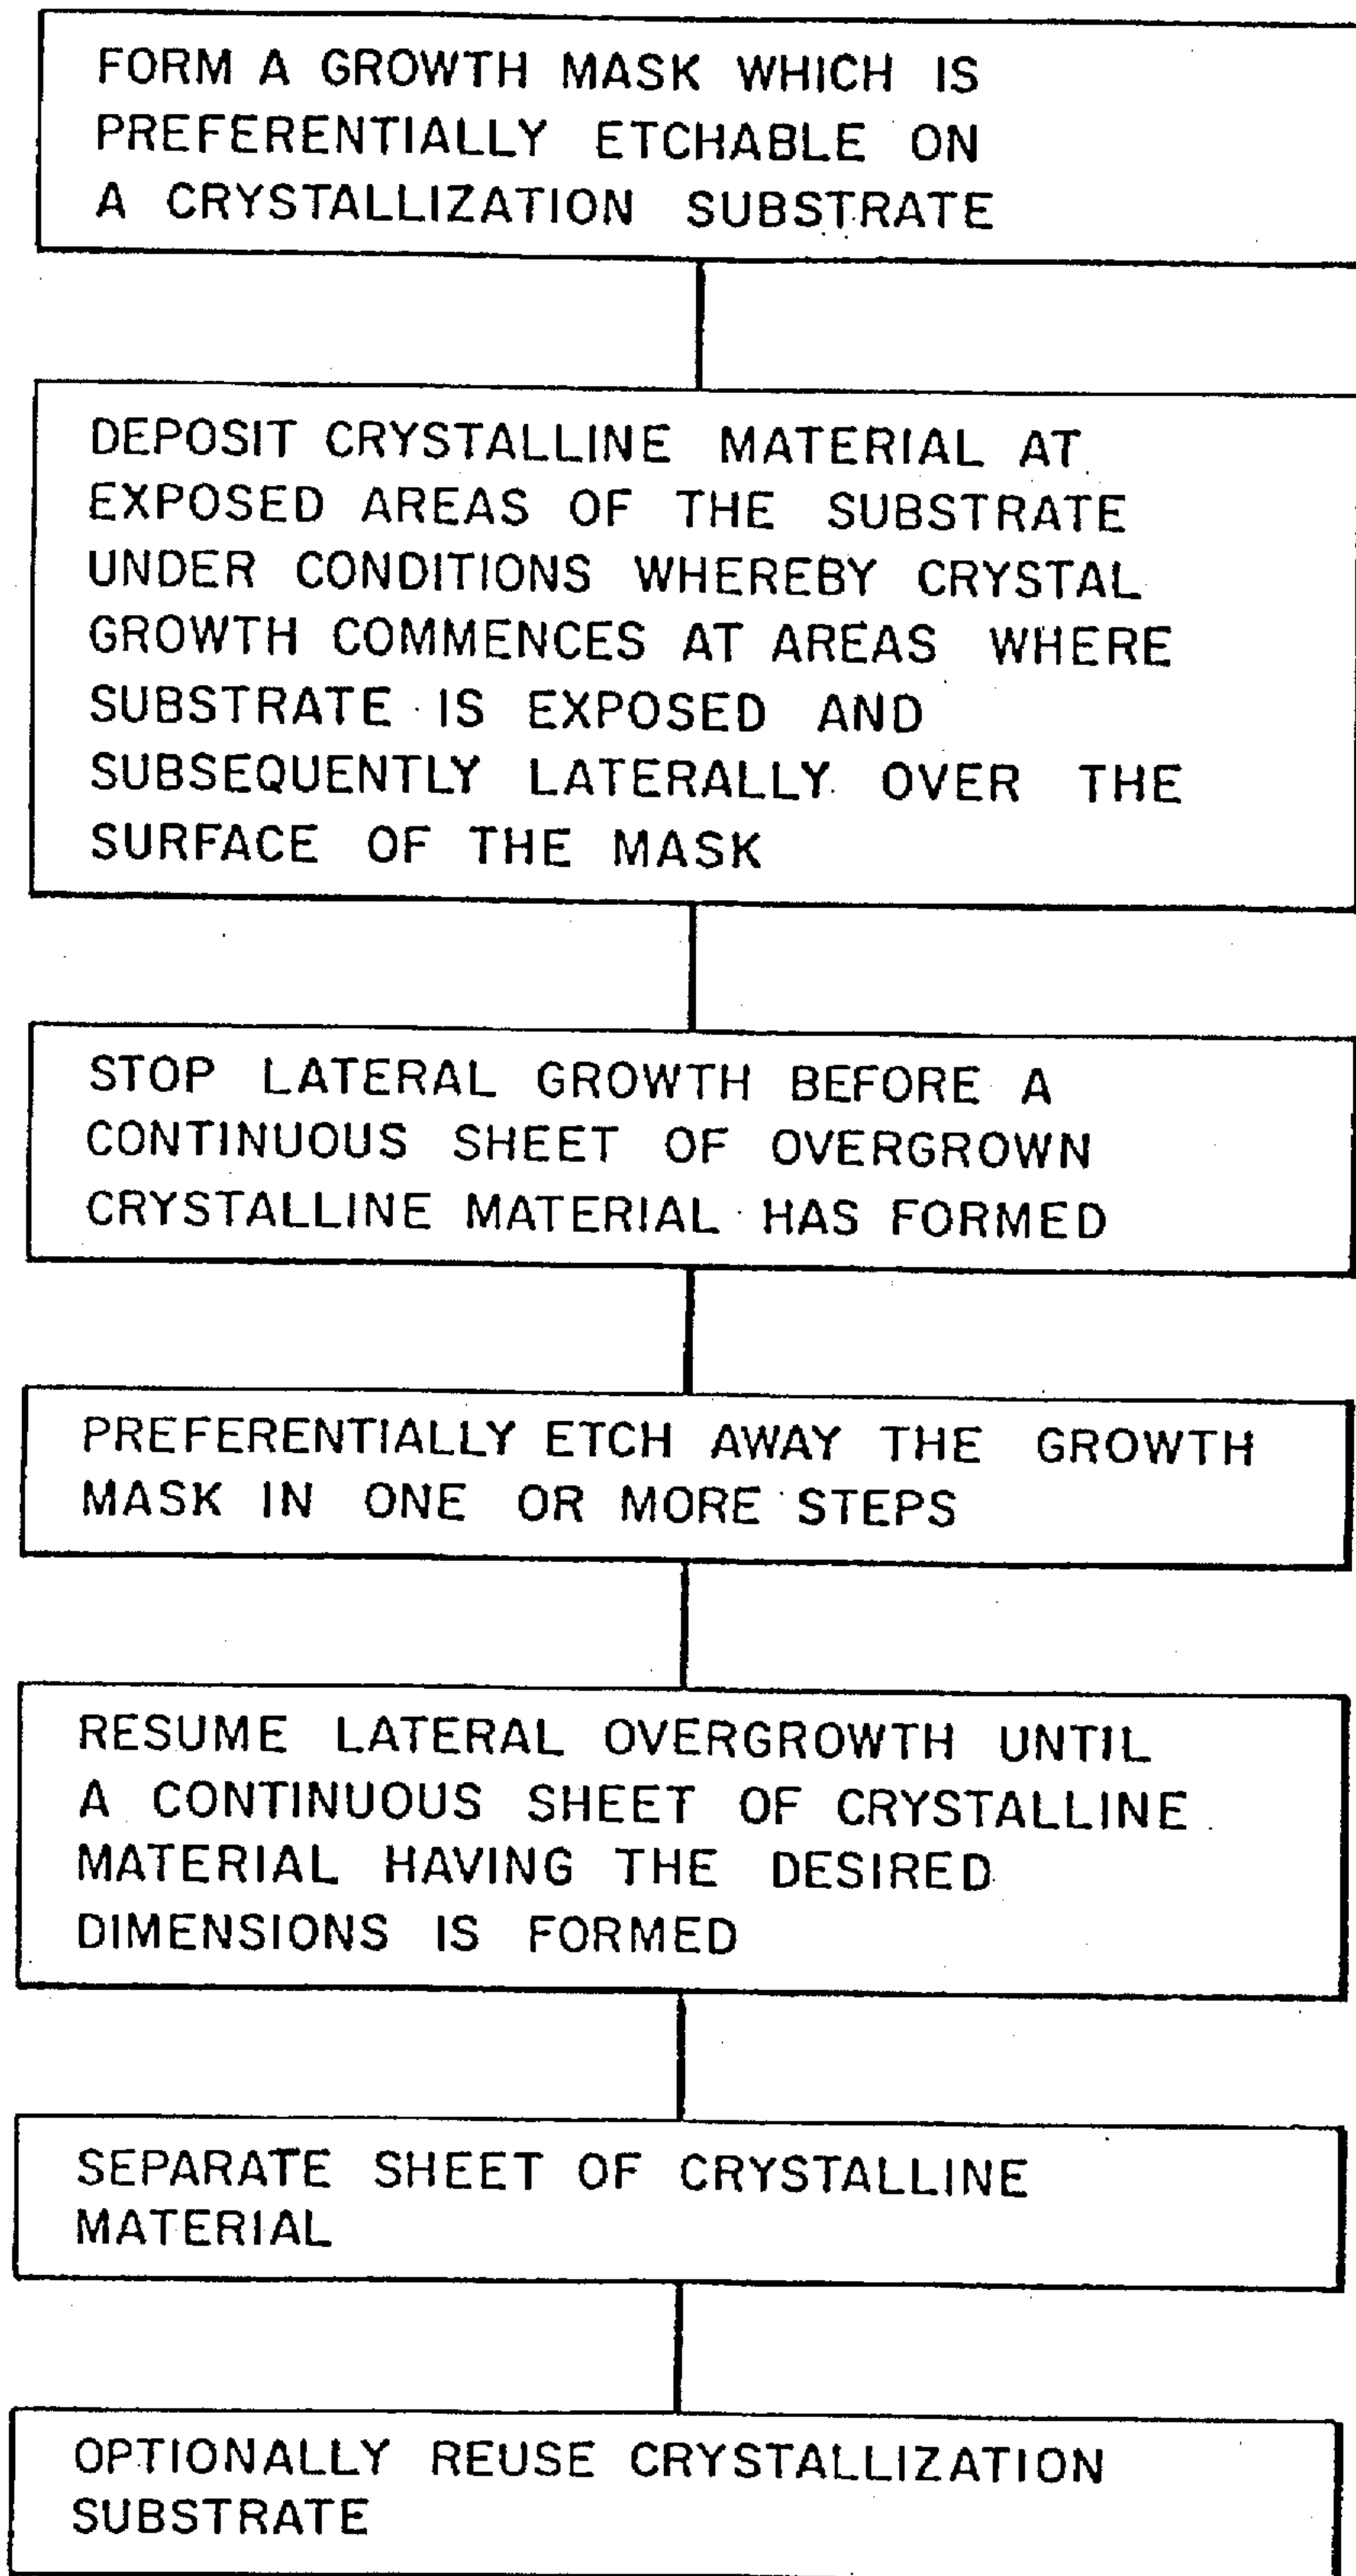 FORM A GROWTH MASK WHICH IS
PREFERENTIALLY ETCHABLE ON
A CRYSTALLIZATION SUBSTRATE
DEPOSIT CRYSTALLINE MATERIAL AT
EXPOSED AREAS OF THE SUBSTRATE
UNDER CONDITIONS WHEREBY CRYSTAL
GROWTH COMMENCES AT AREAS WHERE
SUBSTRATE IS EXPOSED AND
SUBSEQUENTLY LATERALLY OVER THE
SURFACE OF THE MASK
STOP LATERAL GROWTH BEFORE A
CONTINUOUS SHEET OF OVERGROWN
CRYSTALLINE MATERIAL HAS FORMED
PREFERENTIALLY ETCH AWAY THE GROWTH
MASK IN ONE OR MORE STEPS
RESUME LATERAL OVERGROWTH UNTIL
A CONTINUOUS SHEET OF CRYSTALLINE
MATERIAL HAVING THE DESIRED
DIMENSIONS IS FORMED
SEPARATE SHEET OF CRYSTALLINE
MATERIAL
OPTIONALLY REUSE CRYSTALLIZATION
SUBSTRATE